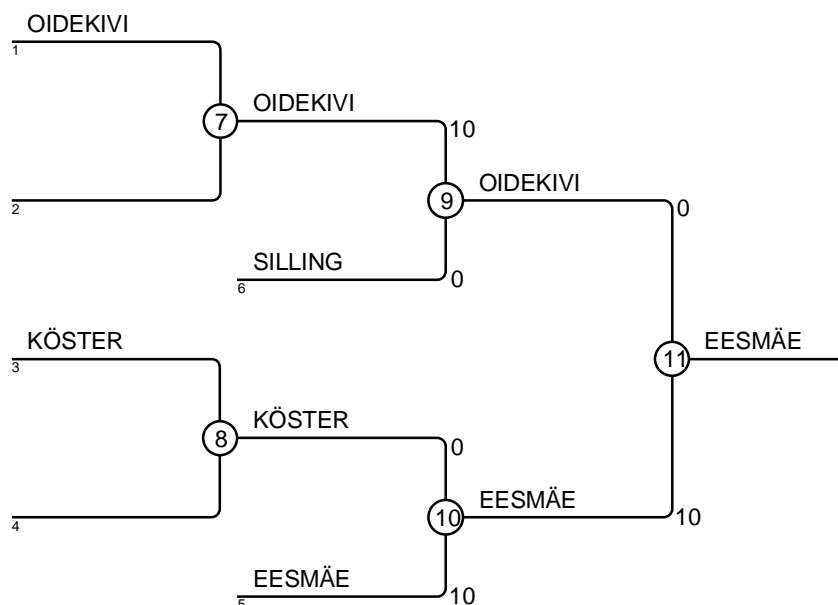 OIDEKIVI
1
OIDEKIVI
7
10
2
OIDEKIVI
9
0
SILLING
6
0
KÖSTER
3
EESMÄE
11
KÖSTER
8
0
4
EESMÄE
10
10
EESMÄE
5
10